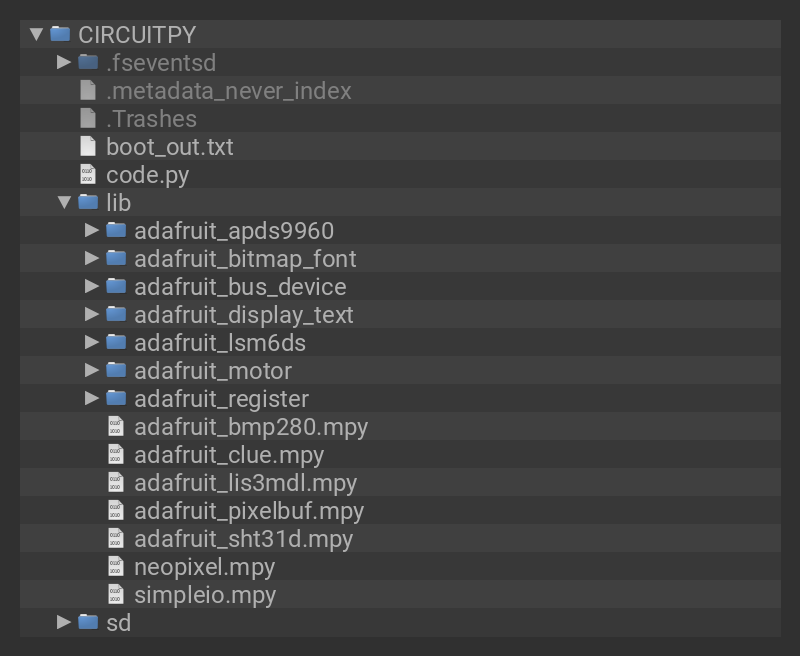 CIRCUITPY
.fseventsd
.metadata_never_index
.Trashes
boot_out.txt
code.py
lib
adafruit_apds9960
adafruit_bitmap_font
adafruit_bus_device
adafruit_display_text
adafruit_lsm6ds
adafruit_motor
adafruit_register
adafruit_bmp280.mpy
adafruit_clue.mpy
adafruit_lis3mdl.mpy
adafruit_pixelbuf.mpy
adafruit_sht31d.mpy
neopixel.mpy
simpleio.mpy
sd